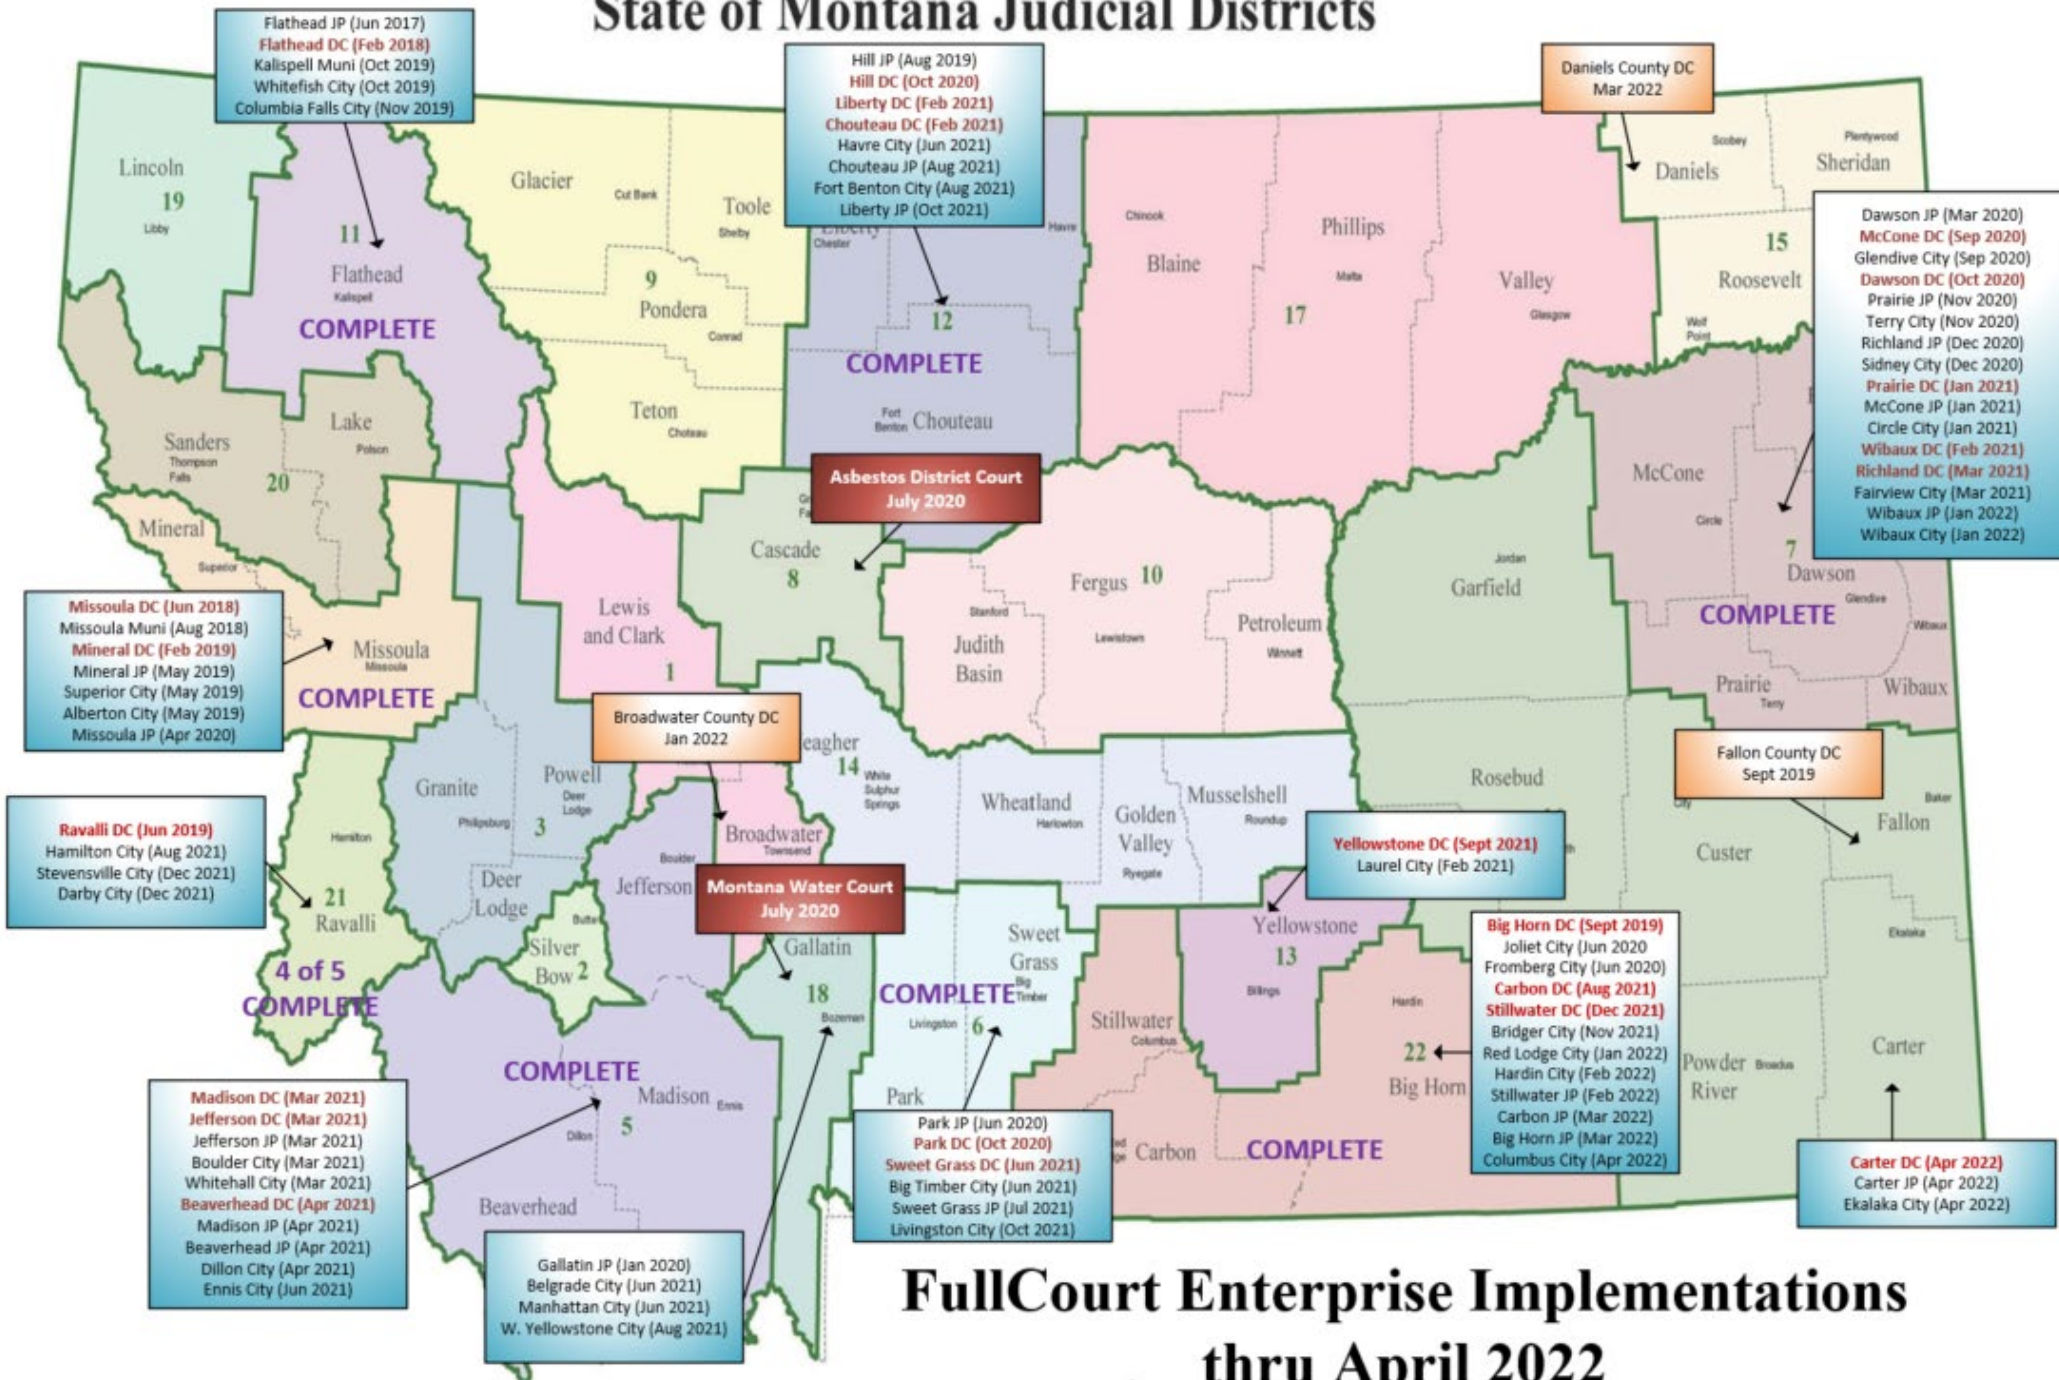 State of Montana Judicial Districts
Flathead JP (Jun 2017)
Flathead DC (Feb 2018)
Kalispell Muni (Oct 2019)
Whitefish City (Oct 2019)
Columbia Falls City (Nov 2019)
Hill JP (Aug 2019)
Hill DC (Oct 2020)
Liberty DC (Feb 2021)
Chouteau DC (Feb 2021)
Havre City (Jun 2021)
Chouteau JP (Aug 2021)
Fort Benton City (Aug 2021)
Liberty JP (Oct 2021)
Daniels County DC
Mar 2022
Lincoln
19
Libby
11
Flathead
Kalispell
COMPLETE
Glacier
Cut Bank
Toole
Shelby
9
Pondera
Conrad
Teton
Choteau
Liberty
Chester
Havre
12
COMPLETE
Fort
Benton
Chouteau
Chinook
Blaine
Phillips
Malta
17
Valley
Glasgow
Scobey
Daniels
Plentywood
Sheridan
15
Roosevelt
Wolf
Point
Dawson JP (Mar 2020)
McCone DC (Sep 2020)
Glendive City (Sep 2020)
Dawson DC (Oct 2020)
Prairie JP (Nov 2020)
Terry City (Nov 2020)
Richland JP (Dec 2020)
Sidney City (Dec 2020)
Prairie DC (Jan 2021)
McCone JP (Jan 2021)
Circle City (Jan 2021)
Wibaux DC (Feb 2021)
Richland DC (Mar 2021)
Fairview City (Mar 2021)
Wibaux JP (Jan 2022)
Wibaux City (Jan 2022)
Sanders
Thompson
Falls
20
Lake
Polson
Mineral
Superior
Asbestos District Court
July 2020
Cascade
8
Fergus
10
Stanford
Judith
Basin
Lewistown
Petroleum
Winnett
Jordan
Garfield
McCone
Circle
7
Dawson
Glendive
COMPLETE
Wibaux
Prairie
Terry
Wibaux
Missoula DC (Jun 2018)
Missoula Muni (Aug 2018)
Mineral DC (Feb 2019)
Mineral JP (May 2019)
Superior City (May 2019)
Alberton City (May 2019)
Missoula JP (Apr 2020)
Missoula
Missoula
COMPLETE
Lewis
and Clark
1
Broadwater County DC
Jan 2022
eagher
14
White
Sulphur
Springs
Wheatland
Harlowton
Golden
Valley
Ryegate
Musselshell
Roundup
Rosebud
Fallon County DC
Sept 2019
City
Custer
Baker
Fallon
Granite
Philipsburg
Powell
Deer
Lodge
3
Deer
Lodge
Broadwater
Townsend
Boulder
Jefferson
Montana Water Court
July 2020
Yellowstone DC (Sept 2021)
Laurel City (Feb 2021)
th
Ravalli DC (Jun 2019)
Hamilton City (Aug 2021)
Stevensville City (Dec 2021)
Darby City (Dec 2021)
Hamilton
21
Ravalli
4 of 5
COMPLETE
Butte
Silver
Bow 2
Gallatin
18
Bozeman
Sweet
Grass
Big
Timber
COMPLETE
Livingston
6
Park
Yellowstone
13
Billings
Stillwater
Columbus
Hardin
22
Big Horn
Big Horn DC (Sept 2019)
Joliet City (Jun 2020
Fromberg City (Jun 2020)
Carbon DC (Aug 2021)
Stillwater DC (Dec 2021)
Bridger City (Nov 2021)
Red Lodge City (Jan 2022)
Hardin City (Feb 2022)
Stillwater JP (Feb 2022)
Carbon JP (Mar 2022)
Big Horn JP (Mar 2022)
Columbus City (Apr 2022)
Ekalaka
Powder
River
Broadus
Carter
COMPLETE
Madison
Ennis
5
Dillon
Beaverhead
Madison DC (Mar 2021)
Jefferson DC (Mar 2021)
Jefferson JP (Mar 2021)
Boulder City (Mar 2021)
Whitehall City (Mar 2021)
Beaverhead DC (Apr 2021)
Madison JP (Apr 2021)
Beaverhead JP (Apr 2021)
Dillon City (Apr 2021)
Ennis City (Jun 2021)
Park JP (Jun 2020)
Park DC (Oct 2020)
Sweet Grass DC (Jun 2021)
Big Timber City (Jun 2021)
Sweet Grass JP (Jul 2021)
Livingston City (Oct 2021)
Carbon
COMPLETE
Carter DC (Apr 2022)
Carter JP (Apr 2022)
Ekalaka City (Apr 2022)
Gallatin JP (Jan 2020)
Belgrade City (Jun 2021)
Manhattan City (Jun 2021)
W. Yellowstone City (Aug 2021)
FullCourt Enterprise Implementations
thru April 2022